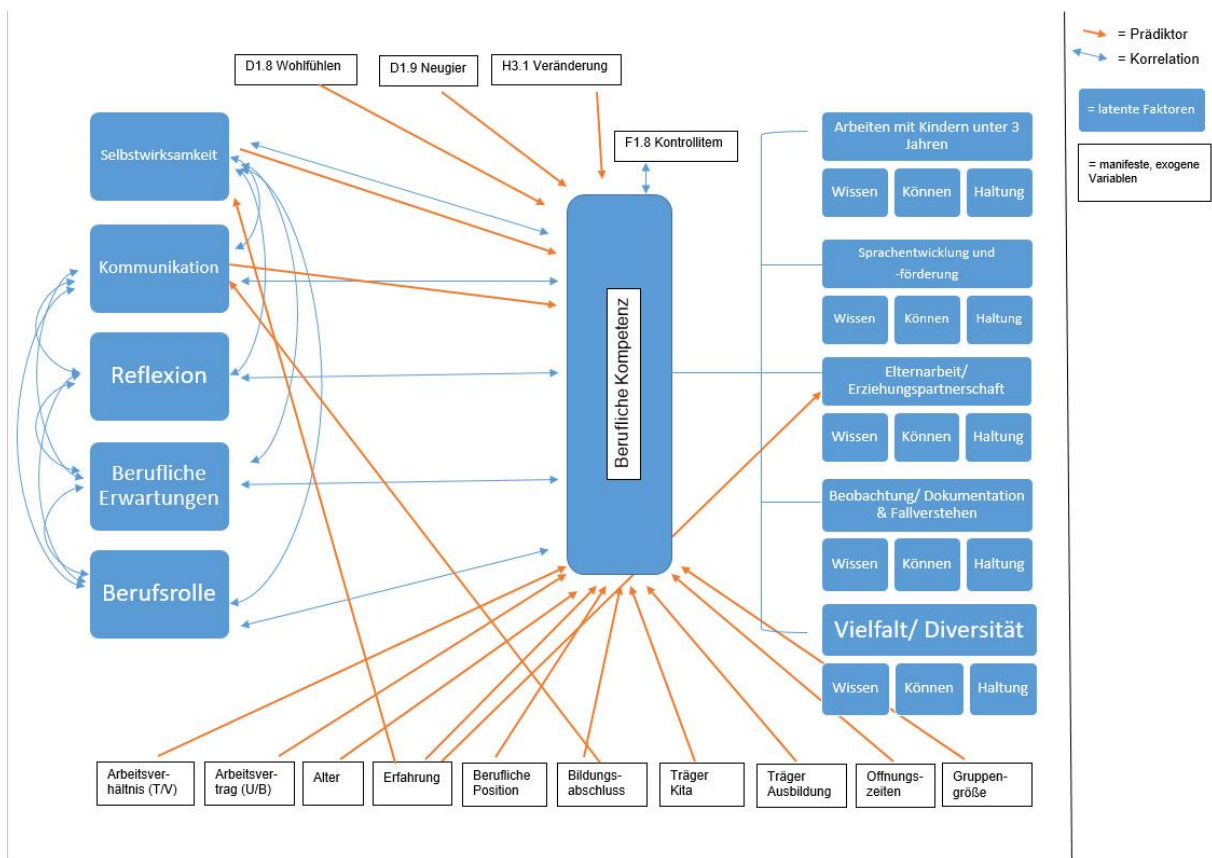 D1.8 Wohlfühlen
D1.9 Neugier
H3.1 Veränderung
F1.8 Kontrollitem
Selbstwirksamkeit
Kommunikation
Reflexion
Berufliche
Erwartungen
Berufsrolle
Berufliche Kompetenz
Arbeiten mit Kindern unter 3
Jahren
Wissen
Können
Haltung
Sprachentwicklung und
-förderung
Wissen
Können
Haltung
Elternarbeit/
Erziehungspartnerschaft
Wissen
Können
Haltung
Beobachtung/ Dokumentation
& Fallverstehen
Wissen
Können
Haltung
Vielfalt/ Diversität
Wissen
Können
Haltung
Arbeitsver-
hältnis (T/V)
Arbeitsver-
trag (U/B)
Alter
Erfahrung
Berufliche
Position
Bildungs-
abschluss
Träger
Kita
Träger
Ausbildung
Öffnungs-
zeiten
Gruppen-
größe
= Prädiktor
= Korrelation
= latente Faktoren
= manifeste, exogene
Variablen